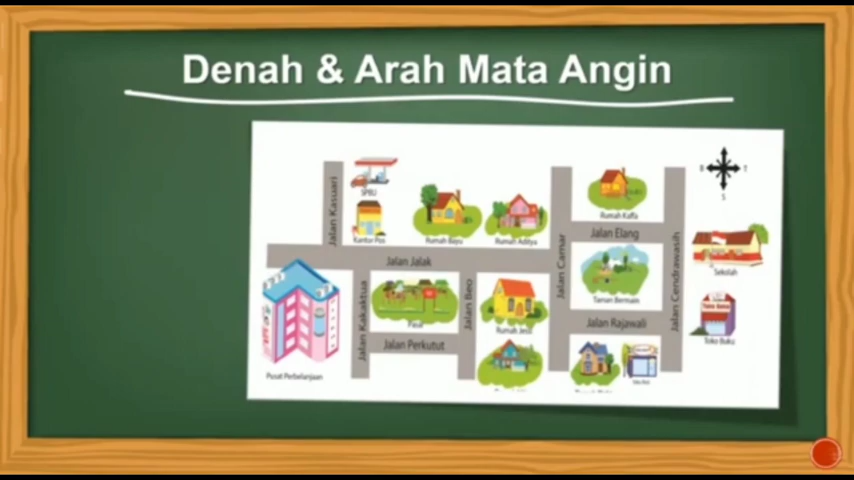 Denah & Arah Mata Angin
B
T
S
SPBU
Jalan Kasuari
Kantor Pos
Rumah Bayu
Rumah Aditya
Rumah Kaffa
Jalan Elang
Jalan Jalak
Jalan Camar
Jalan Cendrawasih
Sekolah
Taman Bermain
Jalan Kakaktua
Pasar
Jalan Beo
Jalan Rajawali
Toko Buku
Jalan Perkutut
Pusat Perbelanjaan